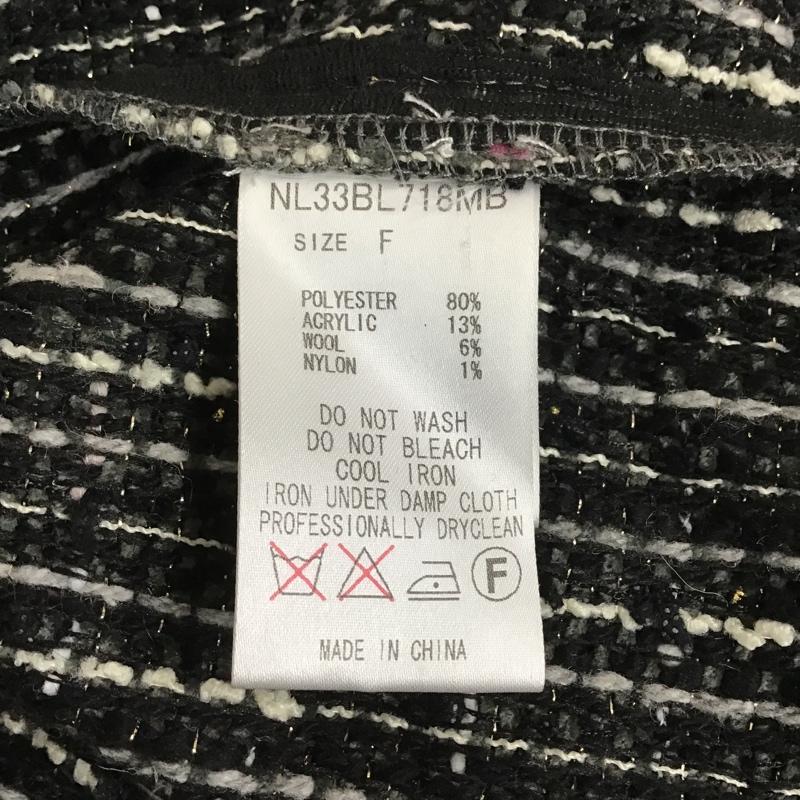 NL33BL718MB
SIZE F
POLYESTER 80%
ACRYLIC 13%
WOOL 6%
NYLON 1%
DO NOT WASH
DO NOT BLEACH
COOL IRON
IRON UNDER DAMP CLOTH
PROFESSIONALLY DRYCLEAN
F
MADE IN CHINA